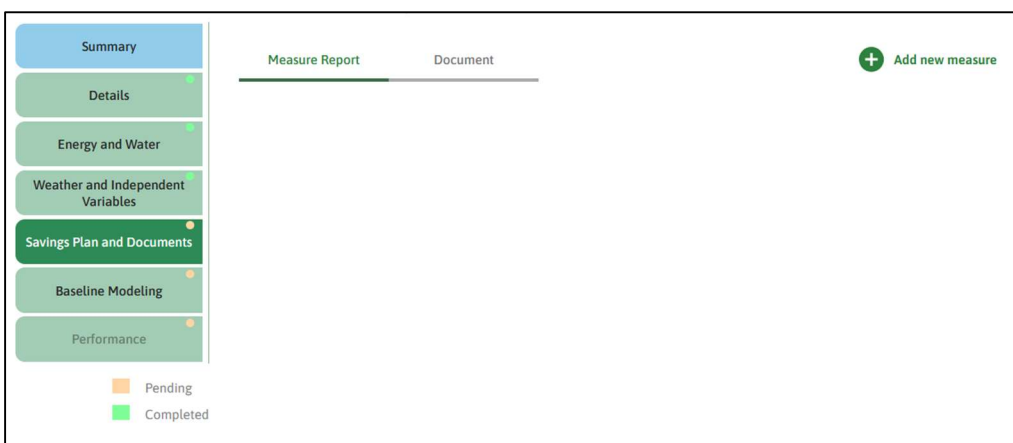 Summary
Details
Energy and Water
Weather and Independent
Variables
Savings Plan and Documents
Baseline Modeling
Performance
Pending
Completed
Measure Report
Document
Add new measure